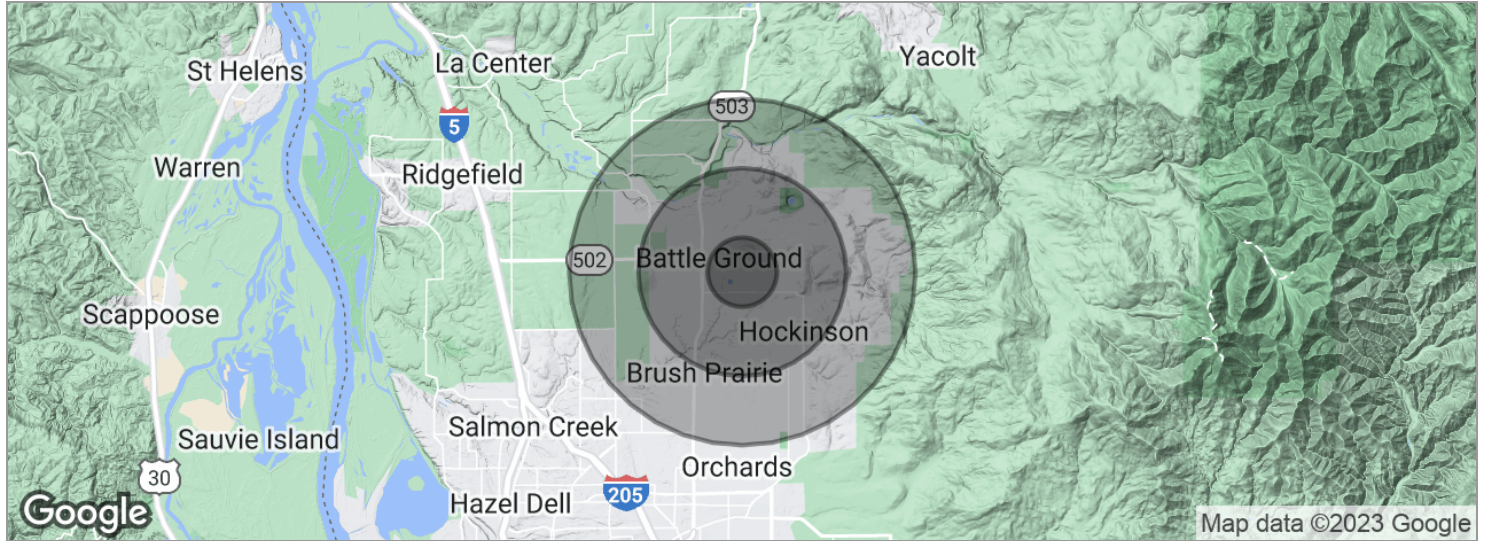 Yacolt
La Center
St Helens
503
5
Warren
Ridgefield
502
Battle Ground
Scappoose
Hockinson
Brush Prairie
Salmon Creek
Sauvie Island
Orchards
30
205
Hazel Dell
Google
Map data ©2023 Google